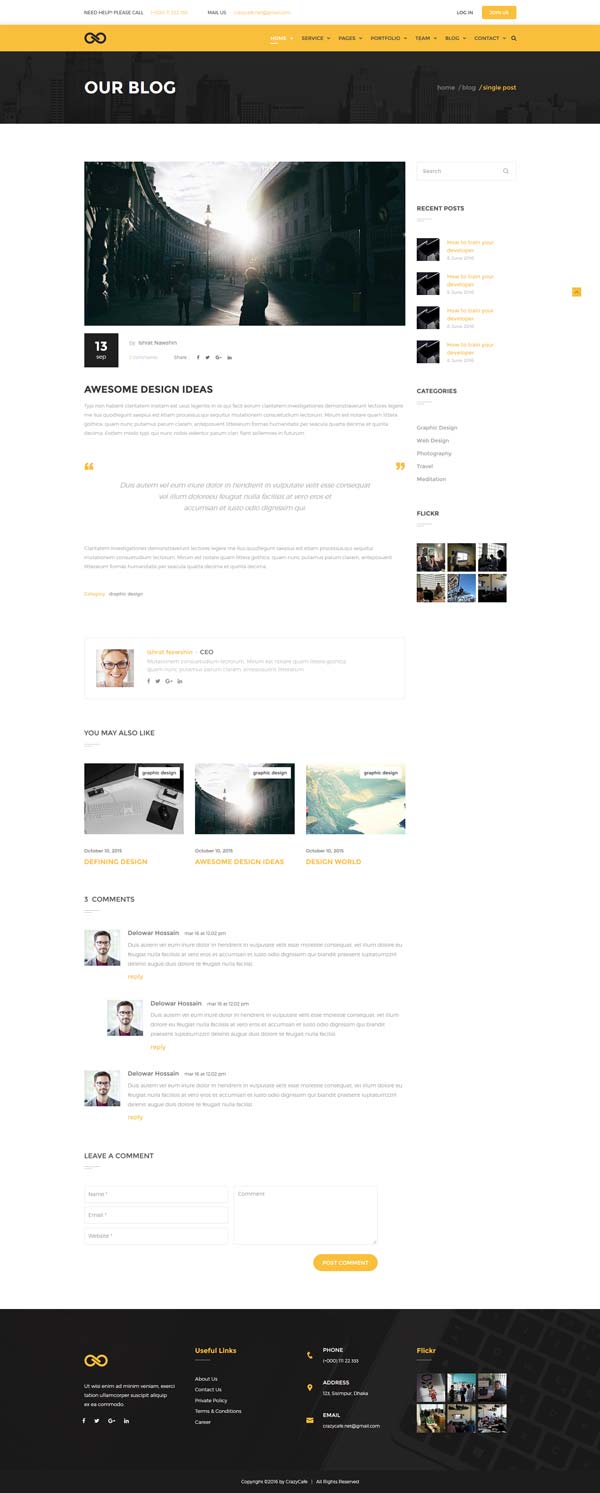 NEED HELP? PLEASE CALL (+000) 111 222 333 MAIL US crazycafe.net@gmail.com LOG IN JOIN US
HOME SERVICE PAGES PORTFOLIO TEAM BLOG CONTACT
OUR BLOG
home / blog / single post
Search
RECENT POSTS
How to train your
developer
6 June 2016
How to train your
developer
6 June 2016
How to train your
developer
6 June 2016
How to train your
developer
6 June 2016
CATEGORIES
Graphic Design
Web Design
Photography
Travel
Meditation
FLICKR
13
sep
by Ishrat Nawshin
2 comments Share :
AWESOME DESIGN IDEAS
Typi non habent claritatem insitam est usus legentis in iis qui facit eorum claritatem Investigationes demonstraverunt lectores legere
me lius quodlegunt saepius est etiam processus qui sequitur mutationem consuetudium lectorum. Mirum est notare quam littera
gothica, quam nunc putamus parum claram, anteposuerit litterarum formas humanitatis per seacula quarta decima et quinta
decima. Eodem modo typi, qui nunc nobis videntur parum clari, fiant sollemnes in futurum.
“ ”
Duis autem vel eum iriure dolor in hendrerit in vulputate velit esse consequat
vel illum doloreeu feugiat nulla facilisis at vero eros et
accumsan et iusto odio dignissim qui.
Claritatem Investigationes demonstraverunt lectores legere me lius quodlegunt saepius est etiam processus qui sequitur
mutationem consuetudium lectorum. Mirum est notare quam littera gothica, quam nunc putamus parum claram,
anteposuerit litterarum formas humanitatis per seacula quarta decima et quinta decima.
Category : graphic design
Ishrat Nawshin - CEO
Mutationem consuetudium lectorum. Mirum est notare quam littera gothica,
quam nunc putamus parum claram, anteposuerit litterarum
YOU MAY ALSO LIKE
graphic design graphic design graphic design
October 10, 2015 October 10, 2015 October 10, 2015
DEFINING DESIGN AWESOME DESIGN IDEAS DESIGN WORLD
3 COMMENTS
Delowar Hossain mar 16 at 12.02 pm
Duis autem vel eum iriure dolor in hendrerit in vulputate velit esse molestie consequat, vel illum dolore eu
feugiat nulla facilisis at vero eros et accumsan et iusto odio dignissim qui blandit praesent luptatumzzril
delenio augue duis dolore te feugait nulla facilisi.
reply
Delowar Hossain mar 16 at 12.02 pm
Duis autem vel eum iriure dolor in hendrerit in vulputate velit esse molestie consequat, vel illum
dolore eu feugiat nulla facilisis at vero eros et accumsan et iusto odio dignissim qui blandit
praesent luptatumzzril delenio augue duis dolore te feugait nulla facilisi.
reply
Delowar Hossain mar 16 at 12.02 pm
Duis autem vel eum iriure dolor in hendrerit in vulputate velit esse molestie consequat, vel illum dolore eu
feugiat nulla facilisis at vero eros et accumsan et iusto odio dignissim qui blandit praesent luptatumzzril
delenio augue duis dolore te feugait nulla facilisi.
reply
LEAVE A COMMENT
Name * Comment
Email *
Website *
POST COMMENT
Ut wisi enim ad minim veniam, exerci
tation ullamcorper suscipit aliquip
ex ea commodo.
Useful Links
About Us
Contact Us
Private Policy
Terms & Conditions
Career
PHONE
(+000) 111 22 333
ADDRESS
123, Sisimpur, Dhaka
EMAIL
crazycafe.net@gmail.com
Flickr
Copyright ©2016 by CrazyCafe | All Rights Reserved